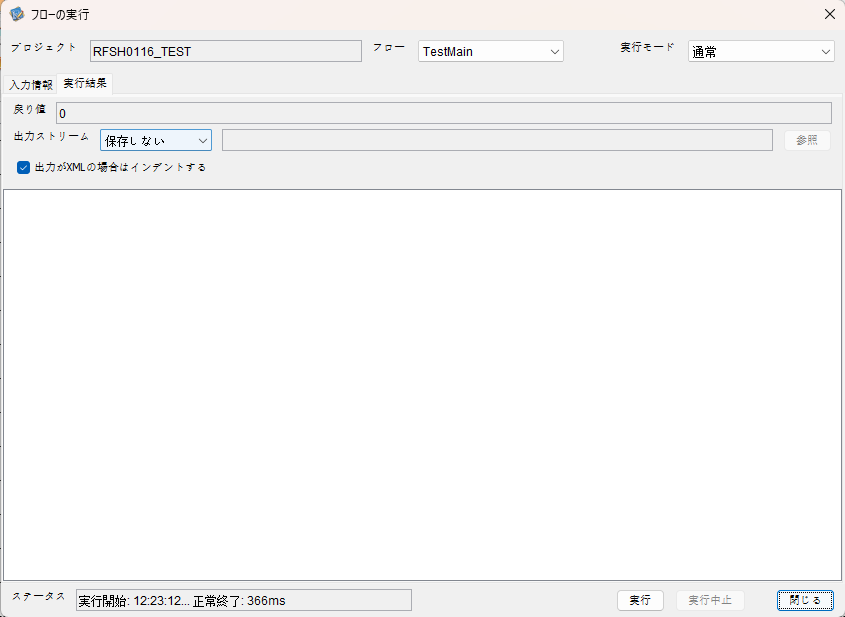 フローの実行
プロジェクト RFSH0116_TEST フロー TestMain 実行モード 通常
入力情報 実行結果
戻り値 0
出力ストリーム 保存しない 参照
出力がXMLの場合はインデントする
ステータス 実行開始: 12:23:12... 正常終了: 366ms 実行 実行中止 閉じる